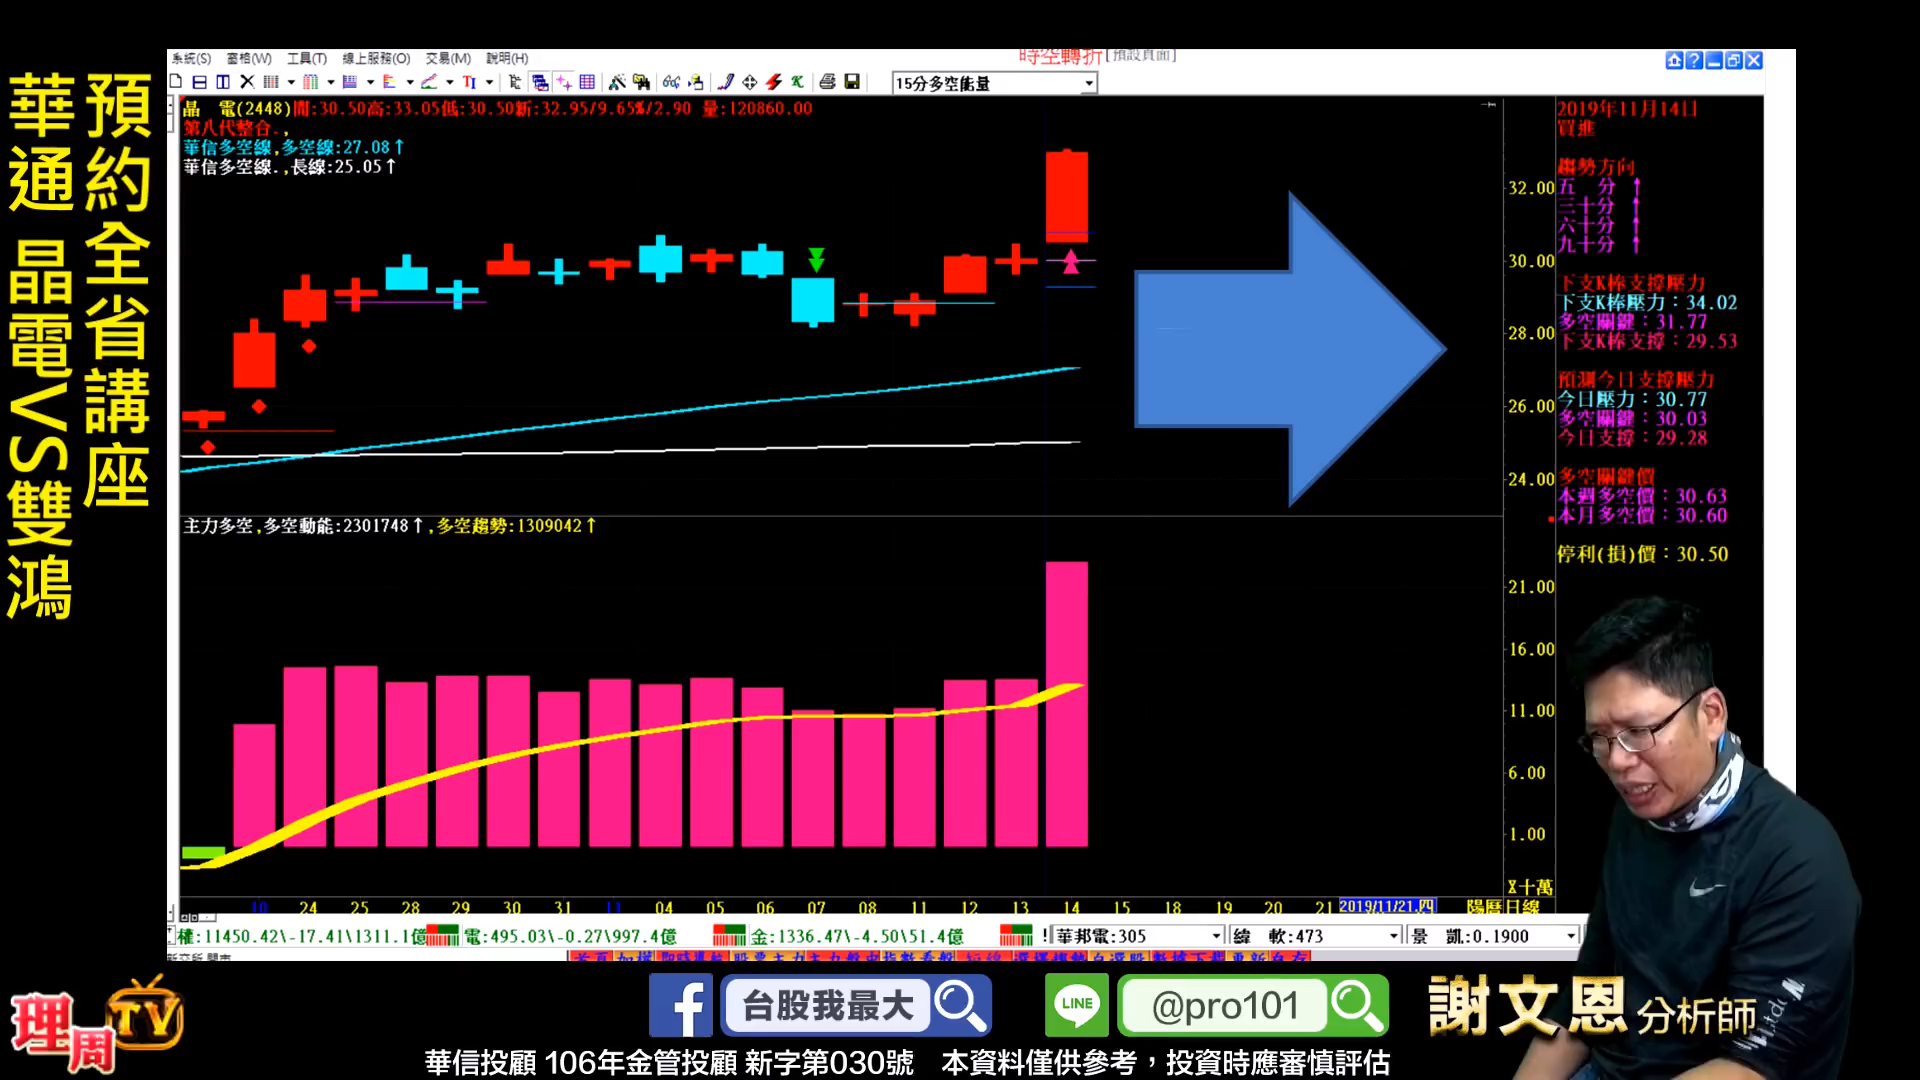 預約全省講座
華通 晶電VS雙鴻
系統(S) 窗格(W) 工具(T) 線上服務(O) 交易(M) 說明(H)
時空轉折[預設頁面]
15分多空能量
晶 電(2448)開:30.50高:33.05低:30.50新:32.95/9.65%/2.90 量:120860.00
第八代整合.,
華信多空線,多空線:27.08↑
華信多空線.,長線:25.05↑
32.00
30.00
28.00
26.00
24.00
2019年11月14日
買進
趨勢方向
五 分 ↑
三十分 ↑
六十分 ↑
九十分 ↑
下支K棒支撐壓力
下支K棒壓力:34.02
多空關鍵:31.77
下支K棒支撐:29.53
預測今日支撐壓力
今日壓力:30.77
多空關鍵:30.03
今日支撐:29.28
多空關鍵價
本週多空價:30.63
本月多空價:30.60
停利(損)價:30.50
主力多空,多空動能:2301748↑,多空趨勢:1309042↑
21.00
16.00
11.00
6.00
1.00
X十萬
10 24 25 28 29 30 31 11 04 05 06 07 08 11 12 13 14 15 18 19 20 21 2019/11/21.四 陽曆日線
權:11450.42\-17.41\1311.1億 電:495.03\-0.27\997.4億 金:1336.47\-4.50\51.4億 華邦電:305 緯 軟:473 景 凱:0.1900
理周TV
台股我最大
LINE
@pro101
謝文恩 分析師
華信投顧 106年金管投顧 新字第030號 本資料僅供參考，投資時應審慎評估